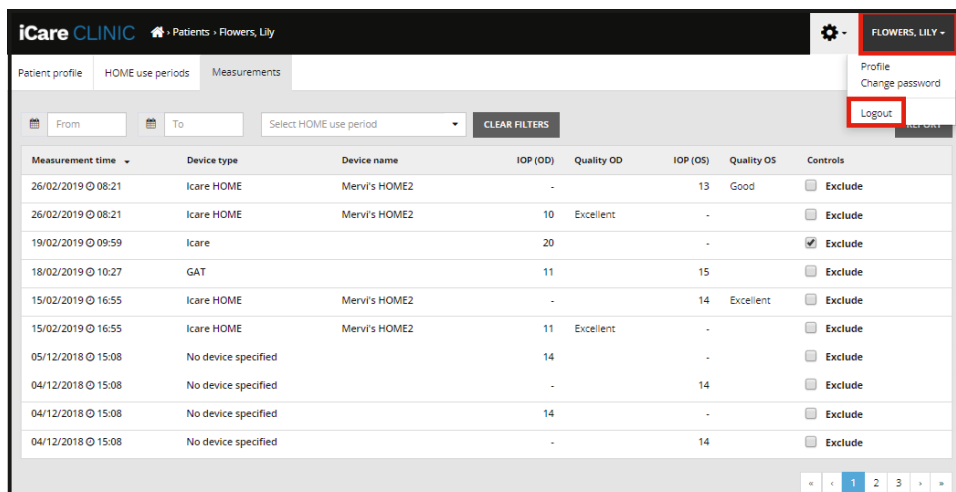 iCare CLINIC Patients › Flowers, Lily FLOWERS, LILY
Patient profile HOME use periods Measurements Profile
Change password
Logout
From To Select HOME use period CLEAR FILTERS REPORT
Measurement time Device type Device name IOP (OD) Quality OD IOP (OS) Quality OS Controls
26/02/2019 08:21 Icare HOME Mervi's HOME2 - 13 Good Exclude
26/02/2019 08:21 Icare HOME Mervi's HOME2 10 Excellent - Exclude
19/02/2019 09:59 Icare 20 - Exclude
18/02/2019 10:27 GAT 11 15 Exclude
15/02/2019 16:55 Icare HOME Mervi's HOME2 - 14 Excellent Exclude
15/02/2019 16:55 Icare HOME Mervi's HOME2 11 Excellent - Exclude
05/12/2018 15:08 No device specified 14 - Exclude
04/12/2018 15:08 No device specified - 14 Exclude
04/12/2018 15:08 No device specified 14 - Exclude
04/12/2018 15:08 No device specified - 14 Exclude
« ‹ 1 2 3 › »